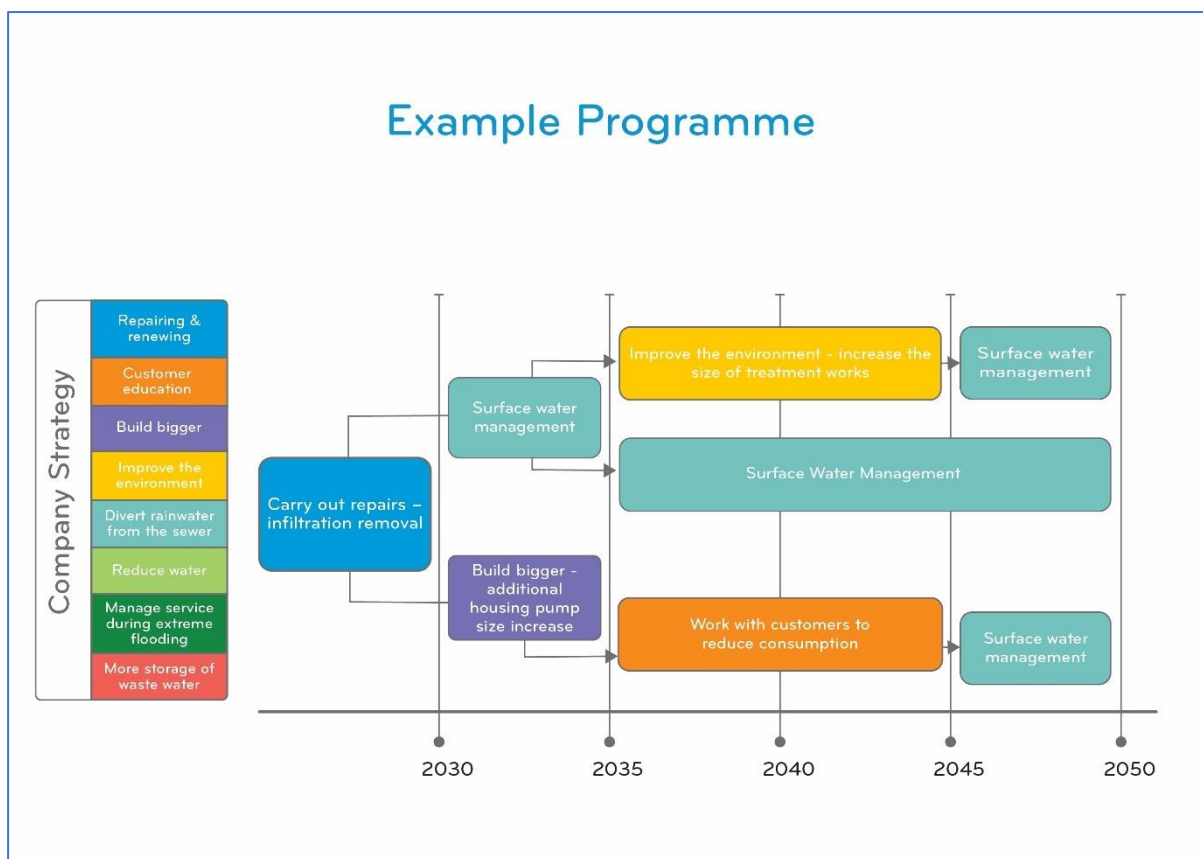 Example Programme
Company Strategy
Repairing &
renewing
Customer
education
Build bigger
Improve the
environment
Divert rainwater
from the sewer
Reduce water
Manage service
during extreme
flooding
More storage of
waste water
Carry out repairs –
infiltration removal
Surface water
management
Build bigger -
additional
housing pump
size increase
Improve the environment - increase the
size of treatment works
Surface water
management
Surface Water Management
Work with customers to
reduce consumption
Surface water
management
2030
2035
2040
2045
2050